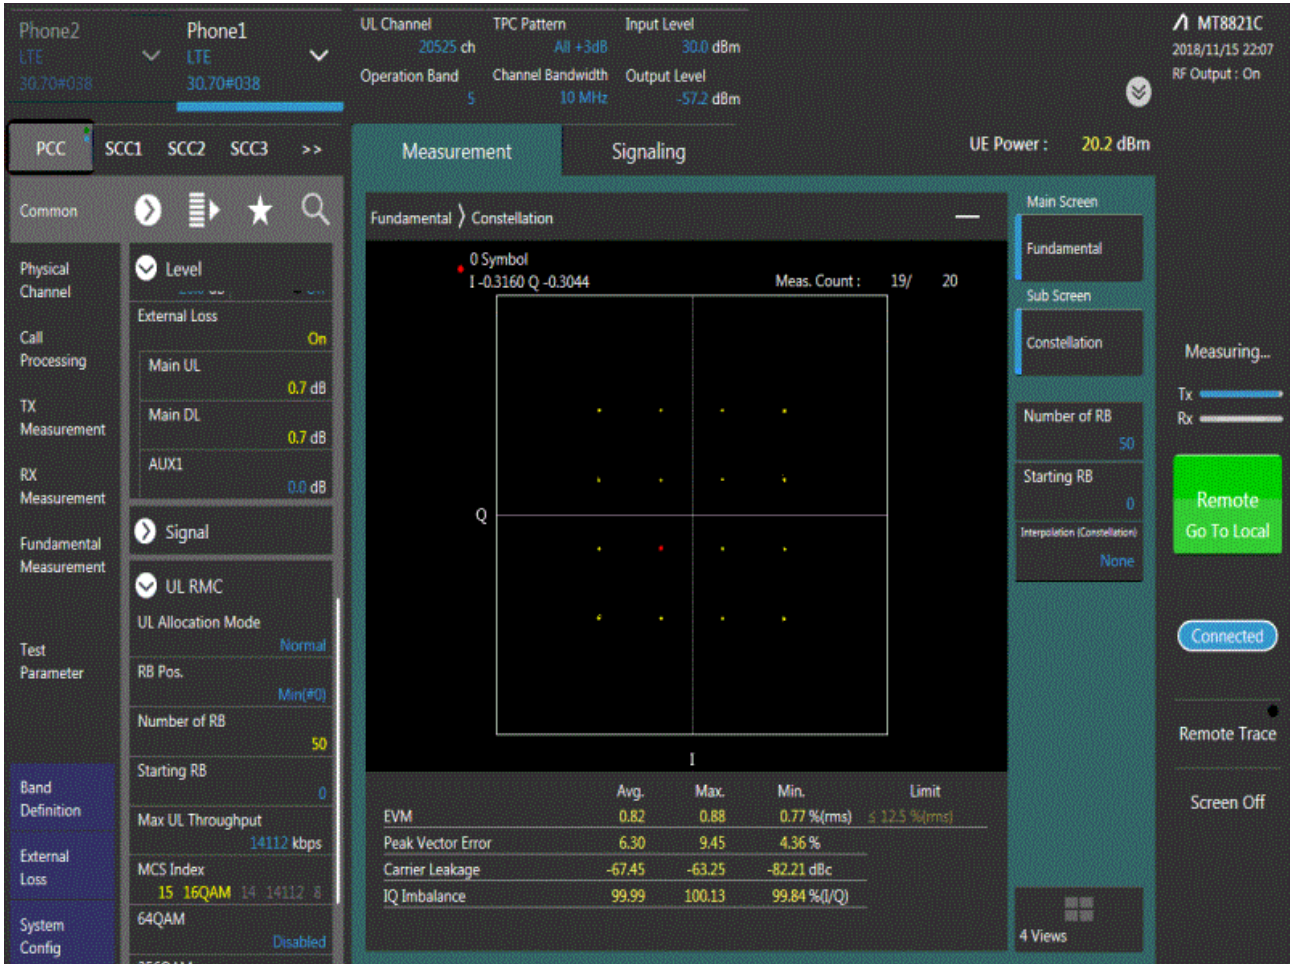 Phone2
LTE
30.70#038
Phone1
LTE
30.70#038
UL Channel
20525 ch
TPC Pattern
All +3dB
Input Level
30.0 dBm
Operation Band
5
Channel Bandwidth
10 MHz
Output Level
-57.2 dBm
MT8821C
2018/11/15 22:07
RF Output : On
PCC SCC1 SCC2 SCC3 >>
Measurement Signaling
UE Power : 20.2 dBm
Common
Physical
Channel
Call
Processing
TX
Measurement
RX
Measurement
Fundamental
Measurement
Test
Parameter
Band
Definition
External
Loss
System
Config
Level
External Loss
On
Main UL
0.7 dB
Main DL
0.7 dB
AUX1
0.0 dB
Signal
UL RMC
UL Allocation Mode
Normal
RB Pos.
Min(#0)
Number of RB
50
Starting RB
0
Max UL Throughput
14112 kbps
MCS Index
15 16QAM 14 14112 8
64QAM
Disabled
Fundamental 〉 Constellation
0 Symbol
I -0.3160 Q -0.3044
Meas. Count : 19/ 20
Q
I
Avg. Max. Min. Limit
EVM 0.82 0.88 0.77 %(rms) ≤ 12.5 %(rms)
Peak Vector Error 6.30 9.45 4.36 %
Carrier Leakage -67.45 -63.25 -82.21 dBc
IQ Imbalance 99.99 100.13 99.84 %(I/Q)
Main Screen
Fundamental
Sub Screen
Constellation
Number of RB
50
Starting RB
0
Interpolation (Constellation)
None
4 Views
Measuring...
Tx
Rx
Remote
Go To Local
Connected
Remote Trace
Screen Off